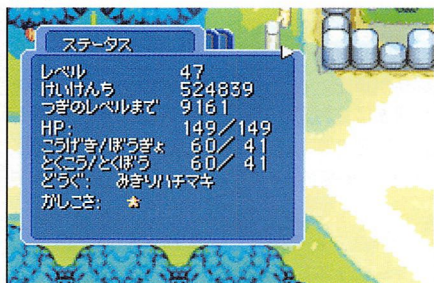 ステータス
レベル 47
けいけんち 524839
つぎのレベルまで 9161
HP: 149/149
こうげき/ぼうぎょ 60/ 41
とくこう/とくぼう 60/ 41
どうぐ: みきりハチマキ
かしこさ: ★